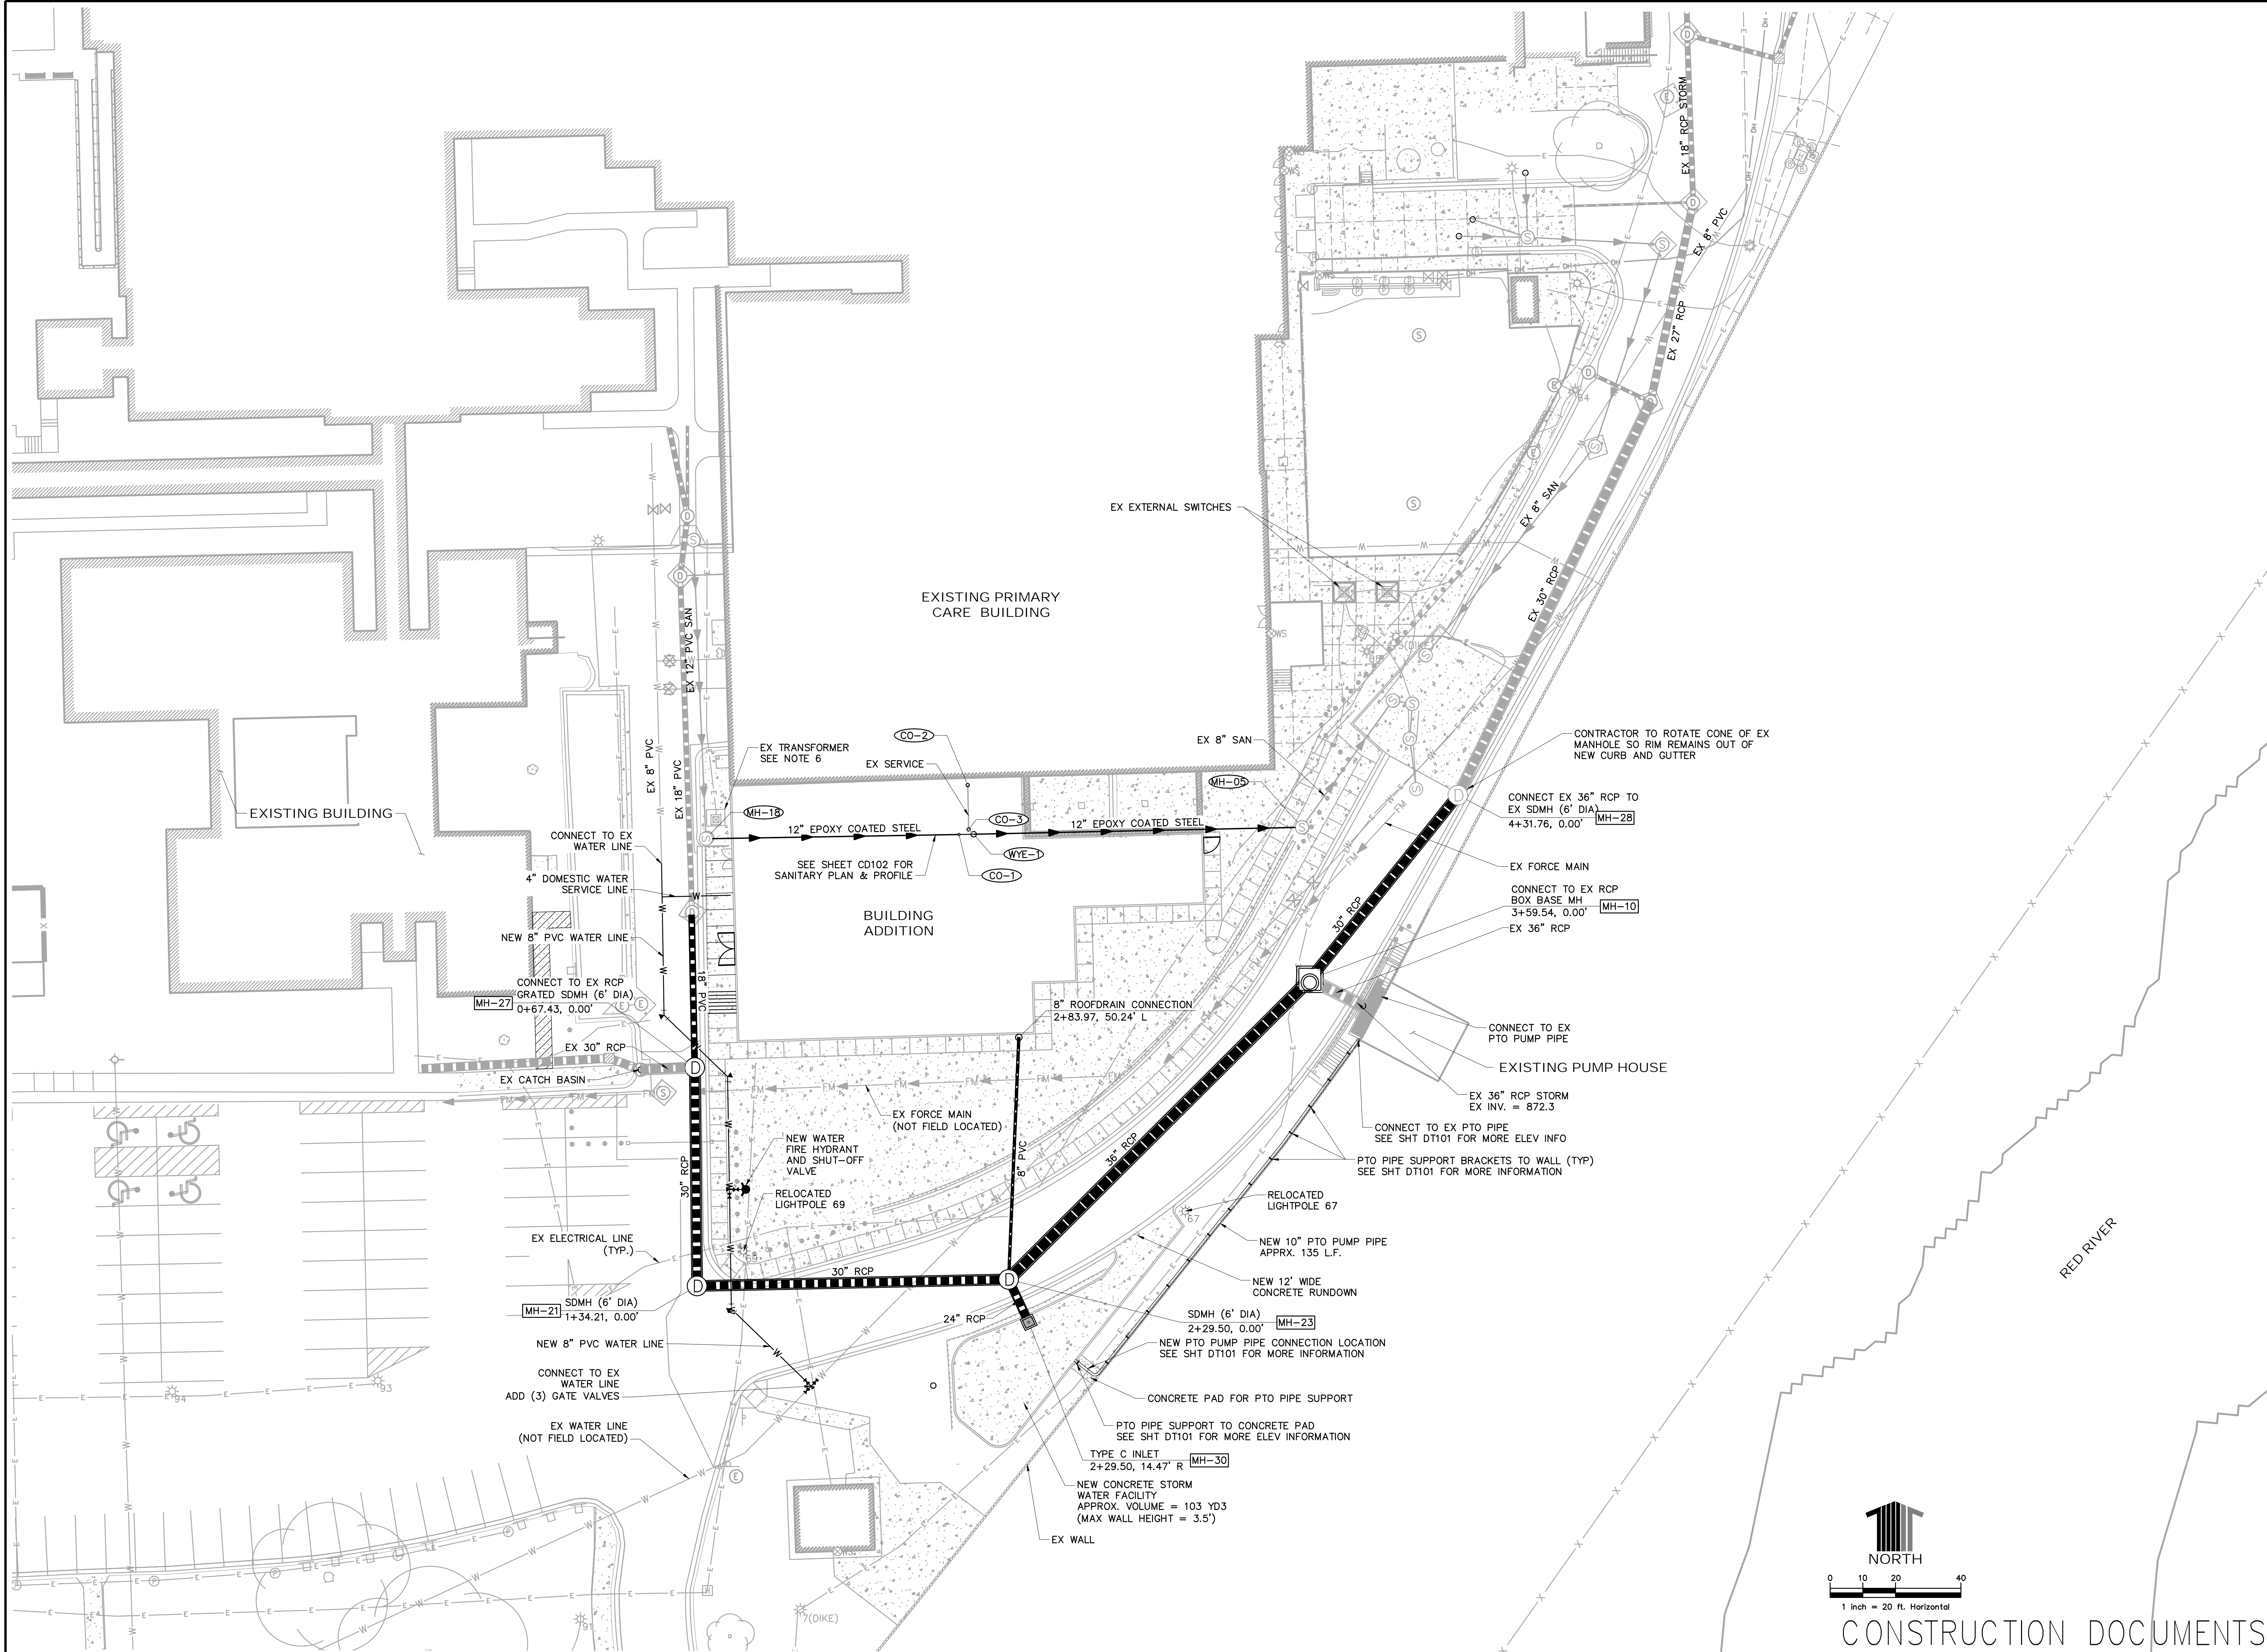 EX 18" RCP STORM
EX 8" PVC
EX 27" RCP
EX EXTERNAL SWITCHES
EX 8" SAN
EX 30" RCP
EXISTING PRIMARY
CARE BUILDING
EX 12" PVC SAN
EX 8" PVC
EX 18" PVC
EX TRANSFORMER
SEE NOTE 6
CO-2
EX SERVICE
EX 8" SAN
MH-05
CONTRACTOR TO ROTATE CONE OF EX
MANHOLE SO RIM REMAINS OUT OF
NEW CURB AND GUTTER
EXISTING BUILDING
MH-18
CO-3
12" EPOXY COATED STEEL
12" EPOXY COATED STEEL
WYE-1
CO-1
SEE SHEET CD102 FOR
SANITARY PLAN & PROFILE
CONNECT EX 36" RCP TO
EX SDMH (6' DIA)
4+31.76, 0.00'
MH-28
CONNECT TO EX
WATER LINE
4" DOMESTIC WATER
SERVICE LINE
EX FORCE MAIN
CONNECT TO EX RCP
BOX BASE MH
3+59.54, 0.00'
MH-10
EX 36" RCP
BUILDING
ADDITION
30" RCP
NEW 8" PVC WATER LINE
18" PVC
CONNECT TO EX RCP
GRATED SDMH (6' DIA)
0+67.43, 0.00'
MH-27
8" ROOFDRAIN CONNECTION
2+83.97, 50.24' L
EX 30" RCP
EX CATCH BASIN
CONNECT TO EX
PTO PUMP PIPE
EXISTING PUMP HOUSE
EX 36" RCP STORM
EX INV. = 872.3
EX FORCE MAIN
(NOT FIELD LOCATED)
CONNECT TO EX PTO PIPE
SEE SHT DT101 FOR MORE ELEV INFO
NEW WATER
FIRE HYDRANT
AND SHUT-OFF
VALVE
8" PVC
36" RCP
PTO PIPE SUPPORT BRACKETS TO WALL (TYP)
SEE SHT DT101 FOR MORE INFORMATION
30" RCP
RELOCATED
LIGHTPOLE 69
RELOCATED
LIGHTPOLE 67
67
69
EX ELECTRICAL LINE
(TYP.)
NEW 10" PTO PUMP PIPE
APPRX. 135 L.F.
30" RCP
NEW 12' WIDE
CONCRETE RUNDOWN
MH-21
SDMH (6' DIA)
1+34.21, 0.00'
24" RCP
SDMH (6' DIA)
2+29.50, 0.00'
MH-23
NEW 8" PVC WATER LINE
NEW PTO PUMP PIPE CONNECTION LOCATION
SEE SHT DT101 FOR MORE INFORMATION
CONNECT TO EX
WATER LINE
ADD (3) GATE VALVES
CONCRETE PAD FOR PTO PIPE SUPPORT
93
94
EX WATER LINE
(NOT FIELD LOCATED)
PTO PIPE SUPPORT TO CONCRETE PAD
SEE SHT DT101 FOR MORE ELEV INFORMATION
TYPE C INLET
2+29.50, 14.47' R
MH-30
NEW CONCRETE STORM
WATER FACILITY
APPROX. VOLUME = 103 YD3
(MAX WALL HEIGHT = 3.5')
EX WALL
7(DIKE)
91
RED RIVER
NORTH
0 10 20 40
1 inch = 20 ft. Horizontal
CONSTRUCTION DOCUMENTS